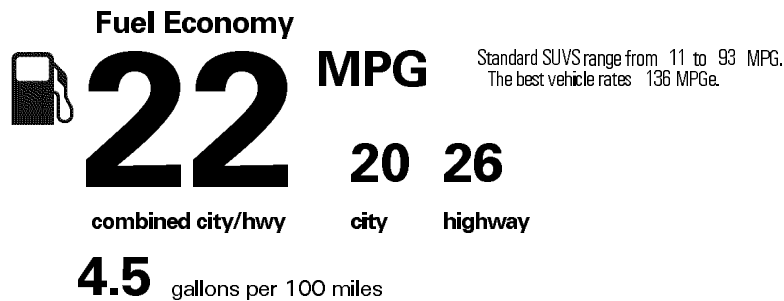 Fuel Economy
22 MPG
Standard SUVS range from 11 to 93 MPG.
The best vehicle rates 136 MPGe.
20 26
combined city/hwy city highway
4.5 gallons per 100 miles